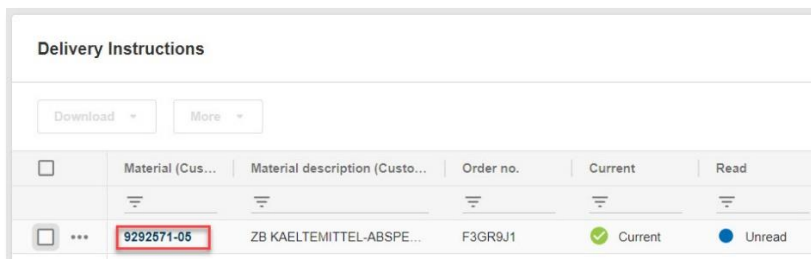 Delivery Instructions
Download More
Material (Cus... Material description (Custo... Order no. Current Read
9292571-05 ZB KAELTEMITTEL-ABSPE... F3GR9J1 Current Unread